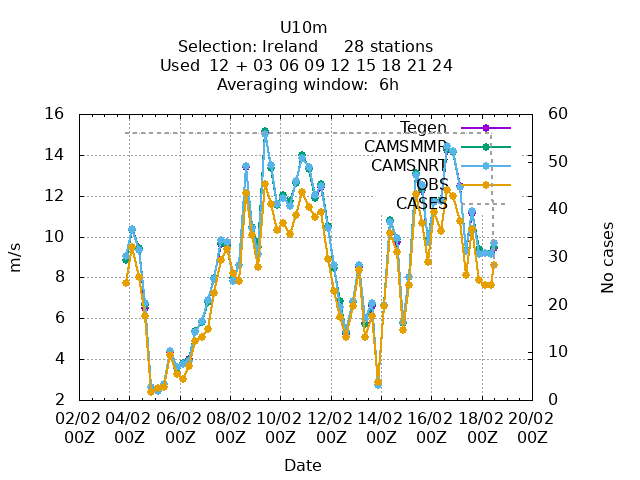 U10m
Selection: Ireland 28 stations
Used 12 + 03 06 09 12 15 18 21 24
Averaging window: 6h
16 60
Tegen
CAMSMMR
CAMSNRT
OBS
CASES
14 50
12 40
10 30
8 20
6
4 10
2 0
m/s
No cases
02/02 04/02 06/02 08/02 10/02 12/02 14/02 16/02 18/02 20/02
00Z 00Z 00Z 00Z 00Z 00Z 00Z 00Z 00Z 00Z
Date